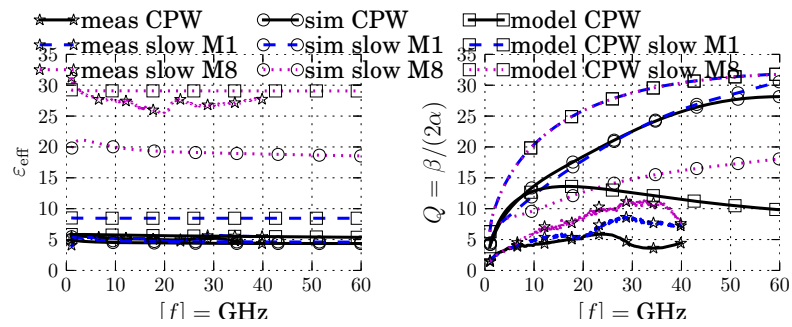 meas CPW sim CPW model CPW
meas slow M1 sim slow M1 model CPW slow M1
meas slow M8 sim slow M8 model CPW slow M8
35
30
25
20
15
10
5
0
ε_eff
0 10 20 30 40 50 60
[f] = GHz
35
30
25
20
15
10
5
0
Q = β/(2α)
0 10 20 30 40 50 60
[f] = GHz